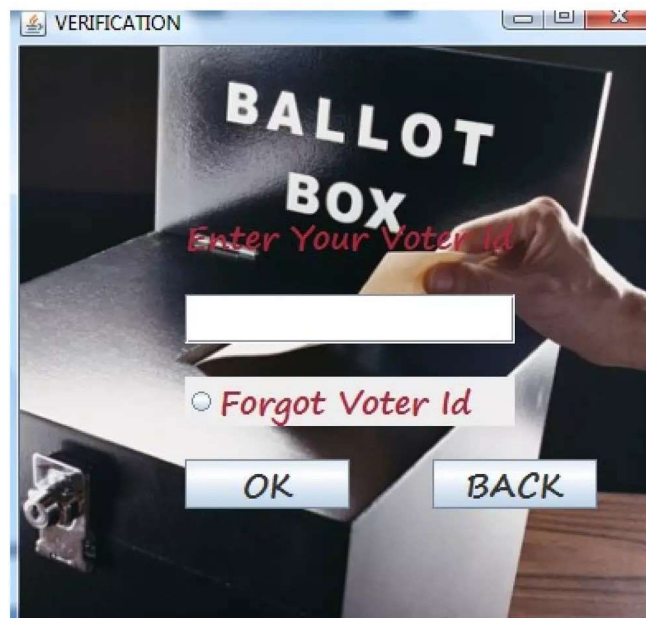 VERIFICATION
BALLOT
BOX
Enter Your Voter Id
Forgot Voter Id
OK
BACK